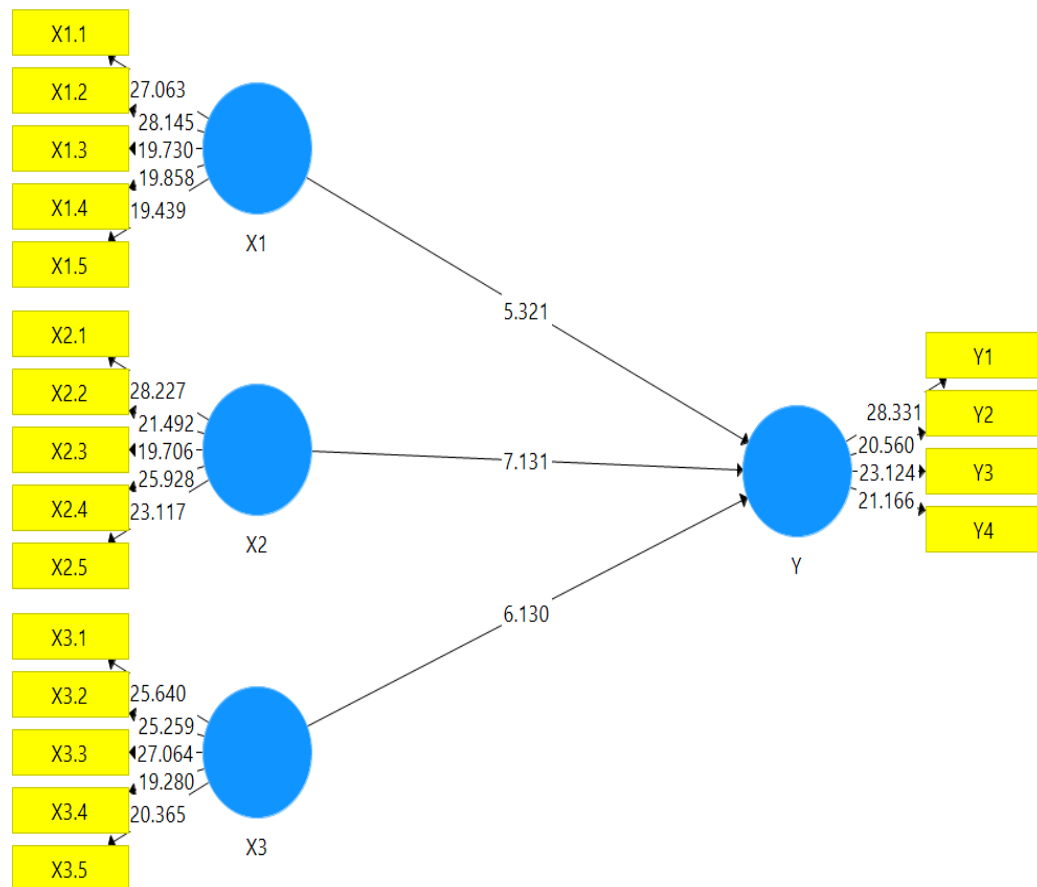 X1.1
X1.2
X1.3
X1.4
X1.5
27.063
28.145
19.730
19.858
19.439
X1
5.321
X2.1
X2.2
X2.3
X2.4
X2.5
28.227
21.492
19.706
25.928
23.117
X2
7.131
X3.1
X3.2
X3.3
X3.4
X3.5
25.640
25.259
27.064
19.280
20.365
X3
6.130
Y
28.331
20.560
23.124
21.166
Y1
Y2
Y3
Y4